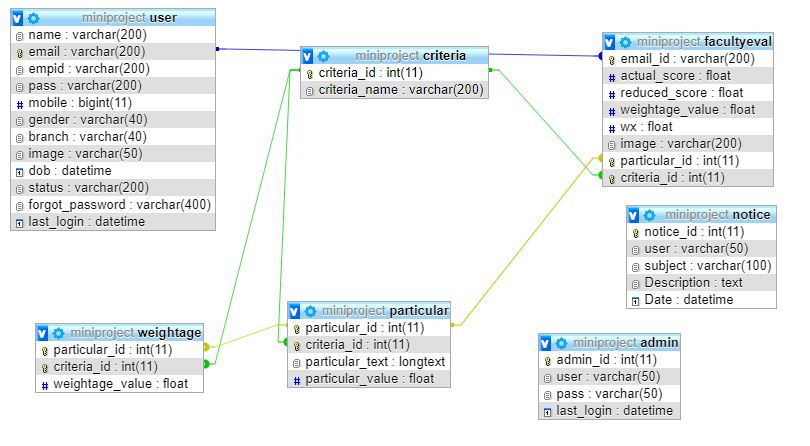 miniproject user
name : varchar(200)
email : varchar(200)
empid : varchar(200)
pass : varchar(200)
mobile : bigint(11)
gender : varchar(40)
branch : varchar(40)
image : varchar(50)
dob : datetime
status : varchar(200)
forgot_password : varchar(400)
last_login : datetime
miniproject criteria
criteria_id : int(11)
criteria_name : varchar(200)
miniproject facultyeval
email_id : varchar(200)
actual_score : float
reduced_score : float
weightage_value : float
wx : float
image : varchar(200)
particular_id : int(11)
criteria_id : int(11)
miniproject notice
notice_id : int(11)
user : varchar(50)
subject : varchar(100)
Description : text
Date : datetime
miniproject weightage
particular_id : int(11)
criteria_id : int(11)
weightage_value : float
miniproject particular
particular_id : int(11)
criteria_id : int(11)
particular_text : longtext
particular_value : float
miniproject admin
admin_id : int(11)
user : varchar(50)
pass : varchar(50)
last_login : datetime